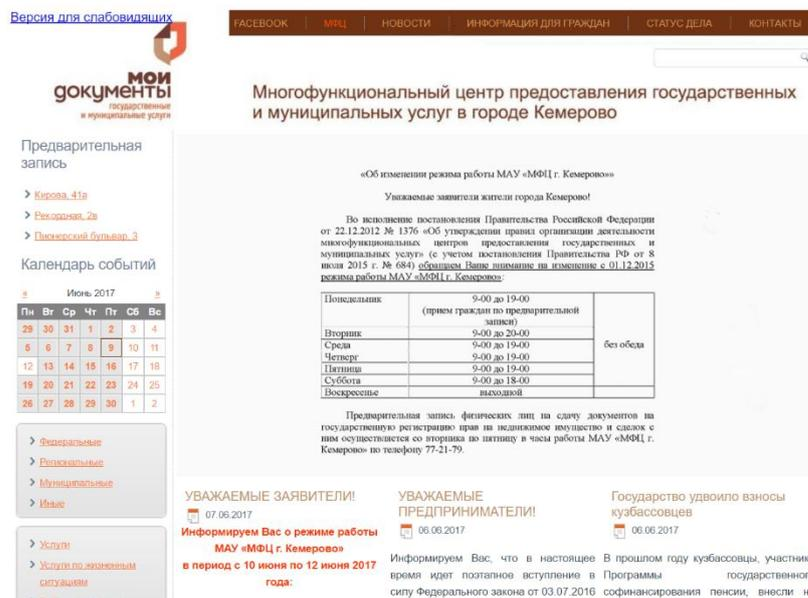 Версия для слабовидящих
FACEBOOK МФЦ НОВОСТИ ИНФОРМАЦИЯ ДЛЯ ГРАЖДАН СТАТУС ДЕЛА КОНТАКТЫ
мои
документы
государственные
и муниципальные услуги
Многофункциональный центр предоставления государственных
и муниципальных услуг в городе Кемерово
Предварительная
запись
Кирова, 41а
Рекордная, 2в
Пионерский бульвар, 3
Календарь событий
« Июнь 2017 »
Пн Вт Ср Чт Пт Сб Вс
29 30 31 1 2 3 4
5 6 7 8 9 10 11
12 13 14 15 16 17 18
19 20 21 22 23 24 25
26 27 28 29 30 1 2
Федеральные
Региональные
Муниципальные
Иные
Услуги
Услуги по жизненным
ситуациям
«Об изменении режима работы МАУ «МФЦ г. Кемерово»»
Уважаемые заявители жители города Кемерово!
Во исполнение постановления Правительства Российской Федерации
от 22.12.2012 № 1376 «Об утверждении правил организации деятельности
многофункциональных центров предоставления государственных и
муниципальных услуг» (с учетом постановления Правительства РФ от 8
июля 2015 г. № 684) обращаем Ваше внимание на изменение с 01.12.2015
режима работы МАУ «МФЦ г. Кемерово»:
Понедельник 9-00 до 19-00
(прием граждан по предварительной
записи)
Вторник 9-00 до 20-00
Среда 9-00 до 19-00 без обеда
Четверг 9-00 до 19-00
Пятница 9-00 до 19-00
Суббота 9-00 до 18-00
Воскресенье выходной
Предварительная запись физических лиц на сдачу документов на
государственную регистрацию прав на недвижимое имущество и сделок с
ним осуществляется со вторника по пятницу в часы работы МАУ «МФЦ г.
Кемерово» по телефону 77-21-79.
УВАЖАЕМЫЕ ЗАЯВИТЕЛИ!
07.06.2017
Информируем Вас о режиме работы
МАУ «МФЦ г. Кемерово»
в период с 10 июня по 12 июня 2017
года:
УВАЖАЕМЫЕ
ПРЕДПРИНИМАТЕЛИ!
06.06.2017
Информируем Вас, что в настоящее
время идет поэтапное вступление в
силу Федерального закона от 03.07.2016
Государство удвоило взносы
кузбассовцев
06.06.2017
В прошлом году кузбассовцы, участник
Программы государственног
софинансирования пенсии, внесли н